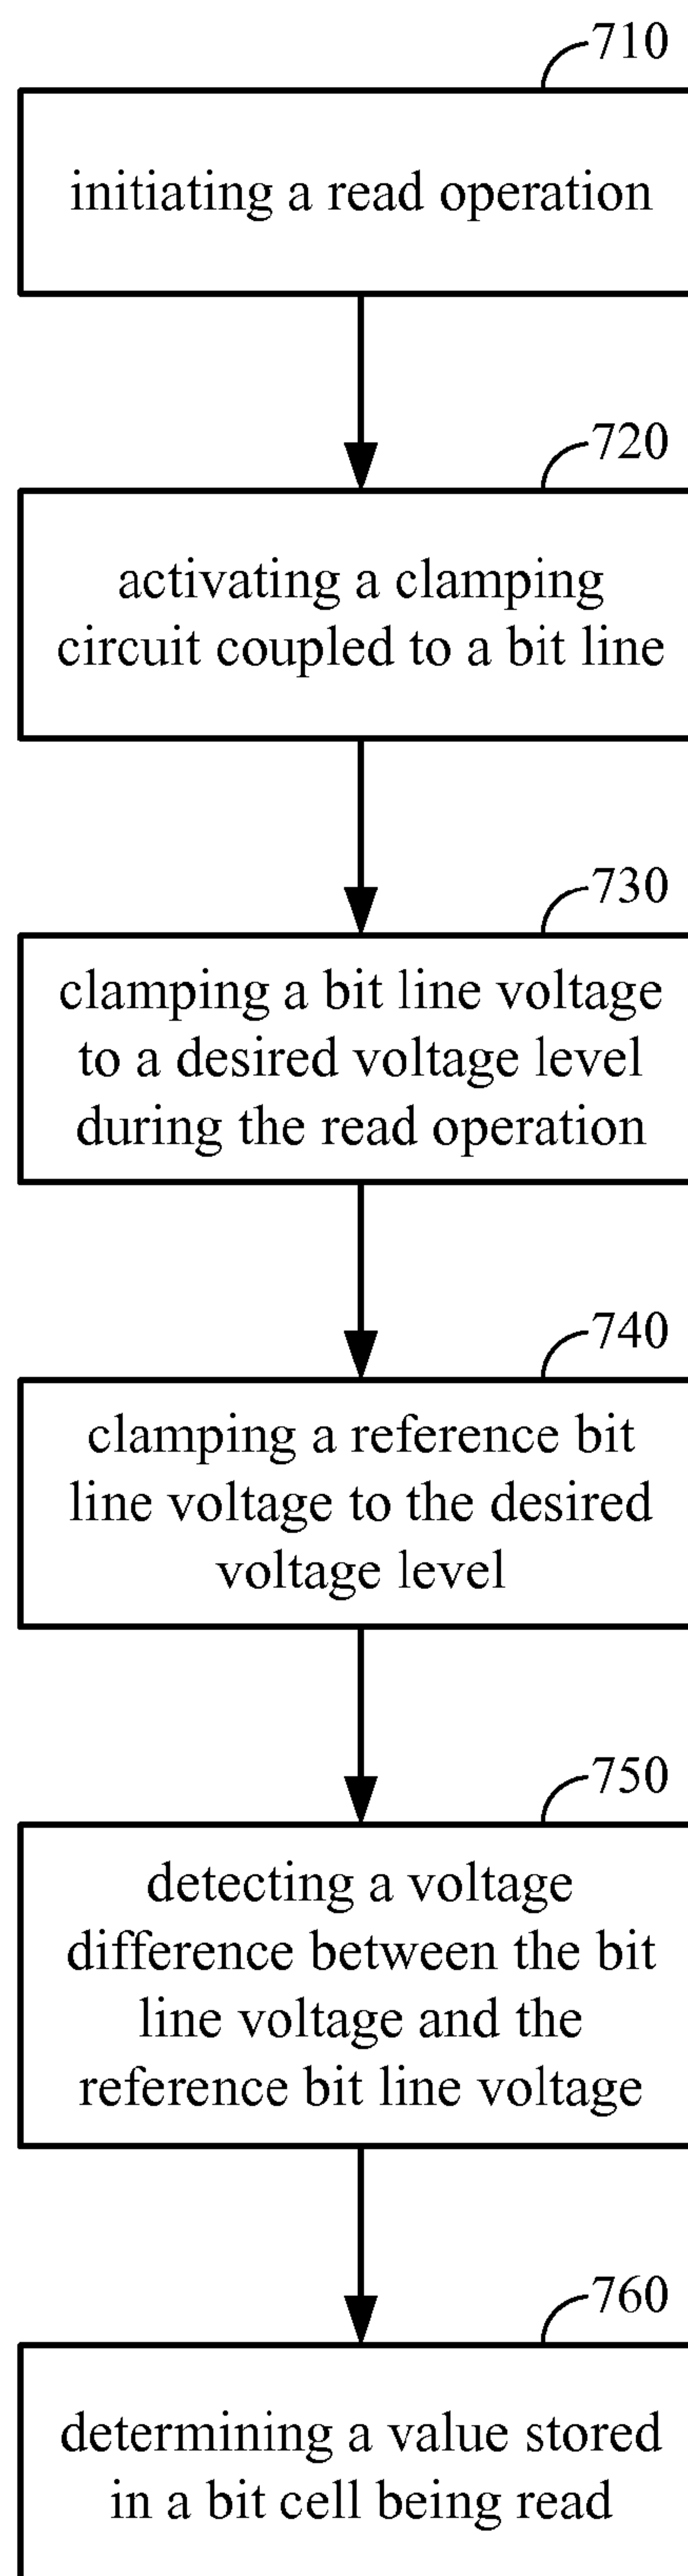 710
initiating a read operation
720
activating a clamping
circuit coupled to a bit line
730
clamping a bit line voltage
to a desired voltage level
during the read operation
740
clamping a reference bit
line voltage to the desired
voltage level
750
detecting a voltage
difference between the bit
line voltage and the
reference bit line voltage
760
determining a value stored
in a bit cell being read